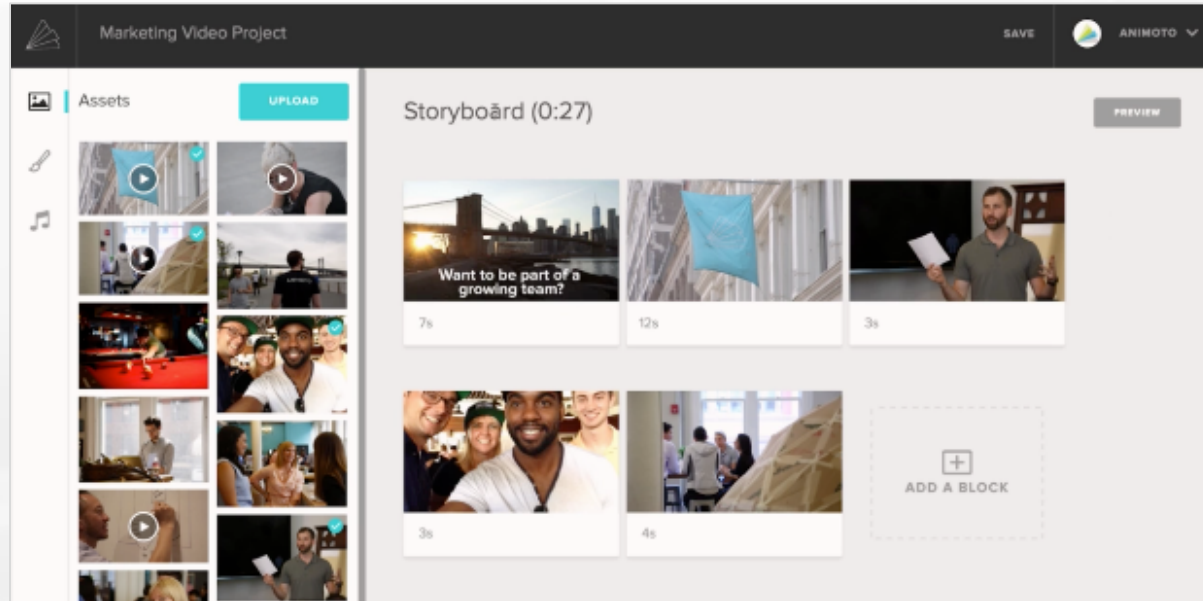 Marketing Video Project
SAVE
ANIMOTO
Assets
UPLOAD
Storyboārd (0:27)
PREVIEW
Want to be part of a
growing team?
7s
12s
3s
3s
4s
ADD A BLOCK